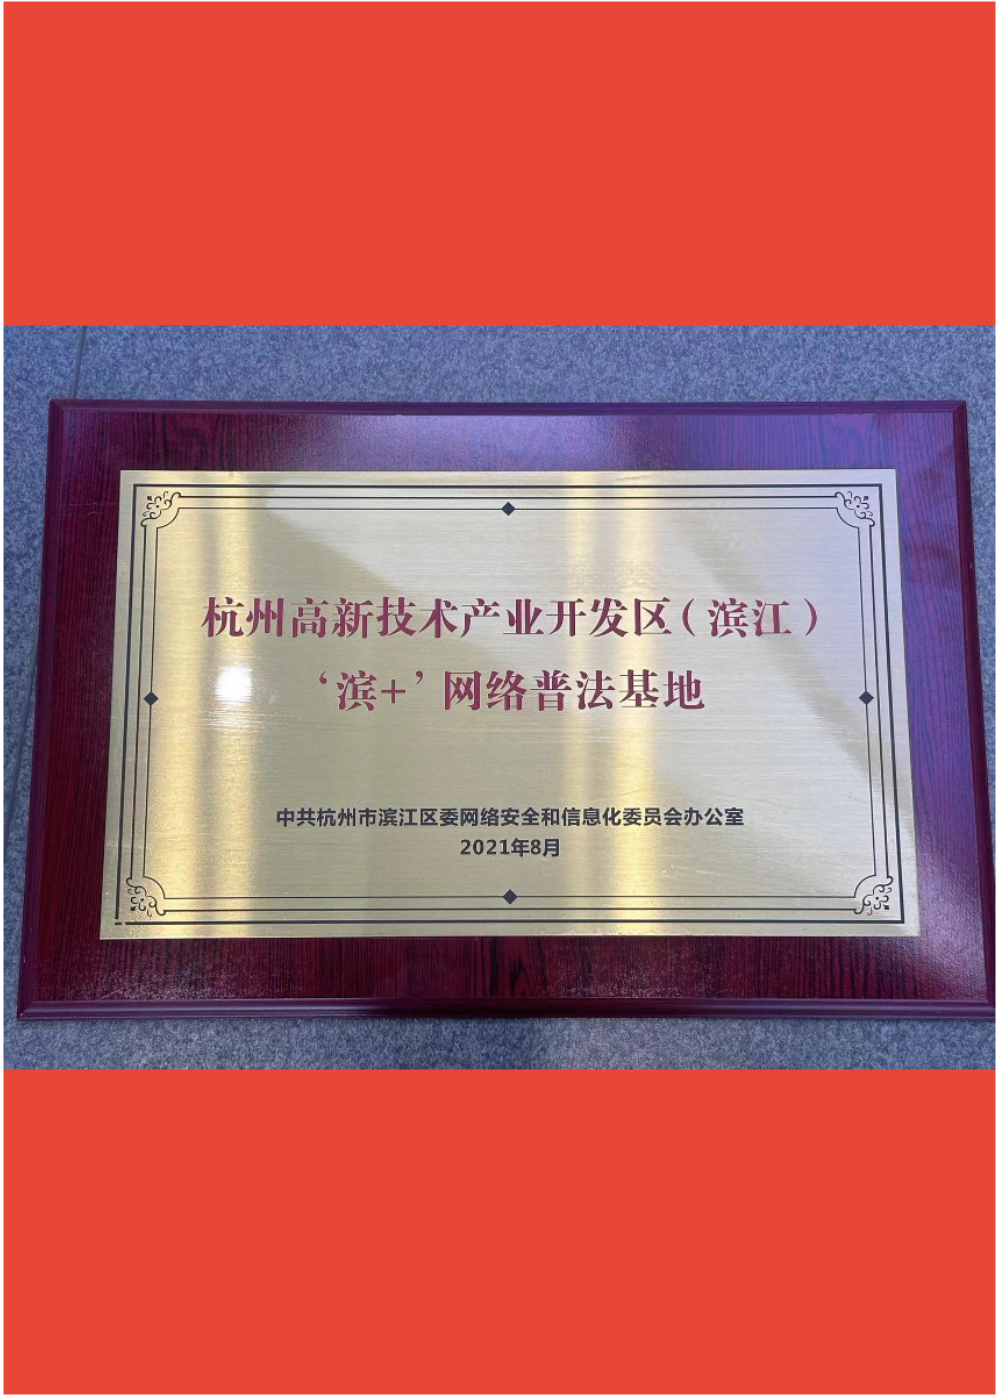 杭州高新技术产业开发区（滨江）
‘滨+’网络普法基地
中共杭州市滨江区委网络安全和信息化委员会办公室
2021年8月